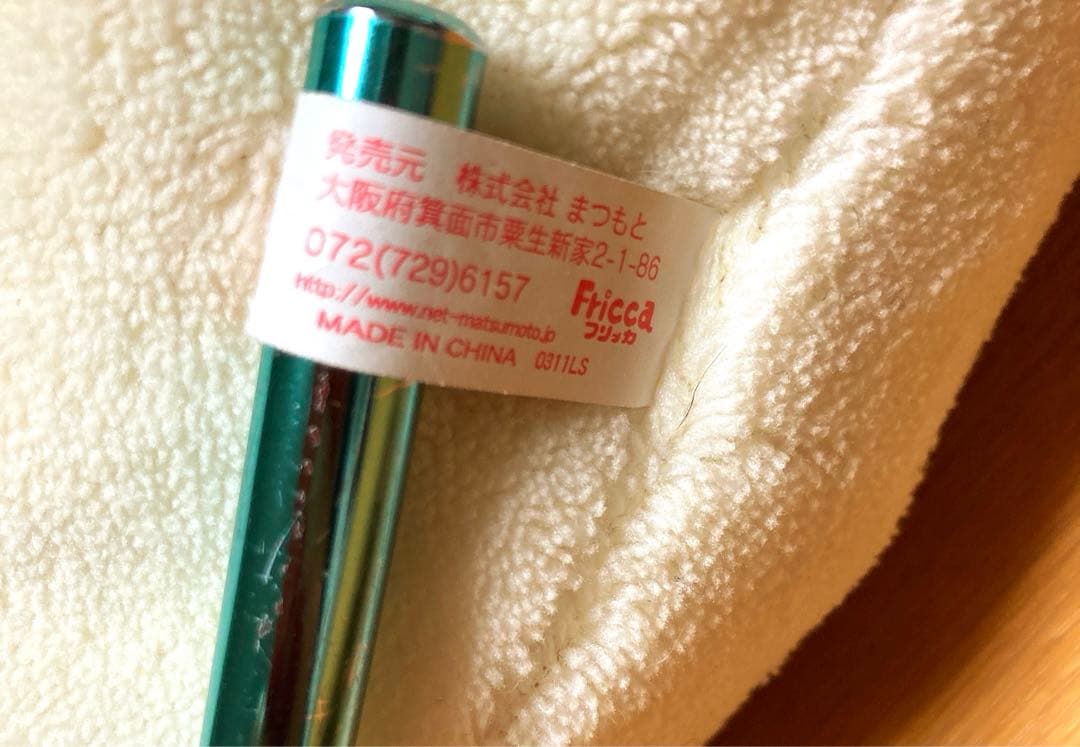 発売元 株式会社 まつもと
大阪府箕面市粟生新家2-1-86
072(729)6157
Http://www.net-matsumoto.jp
Fricca
フリッカ
MADE IN CHINA 0311LS